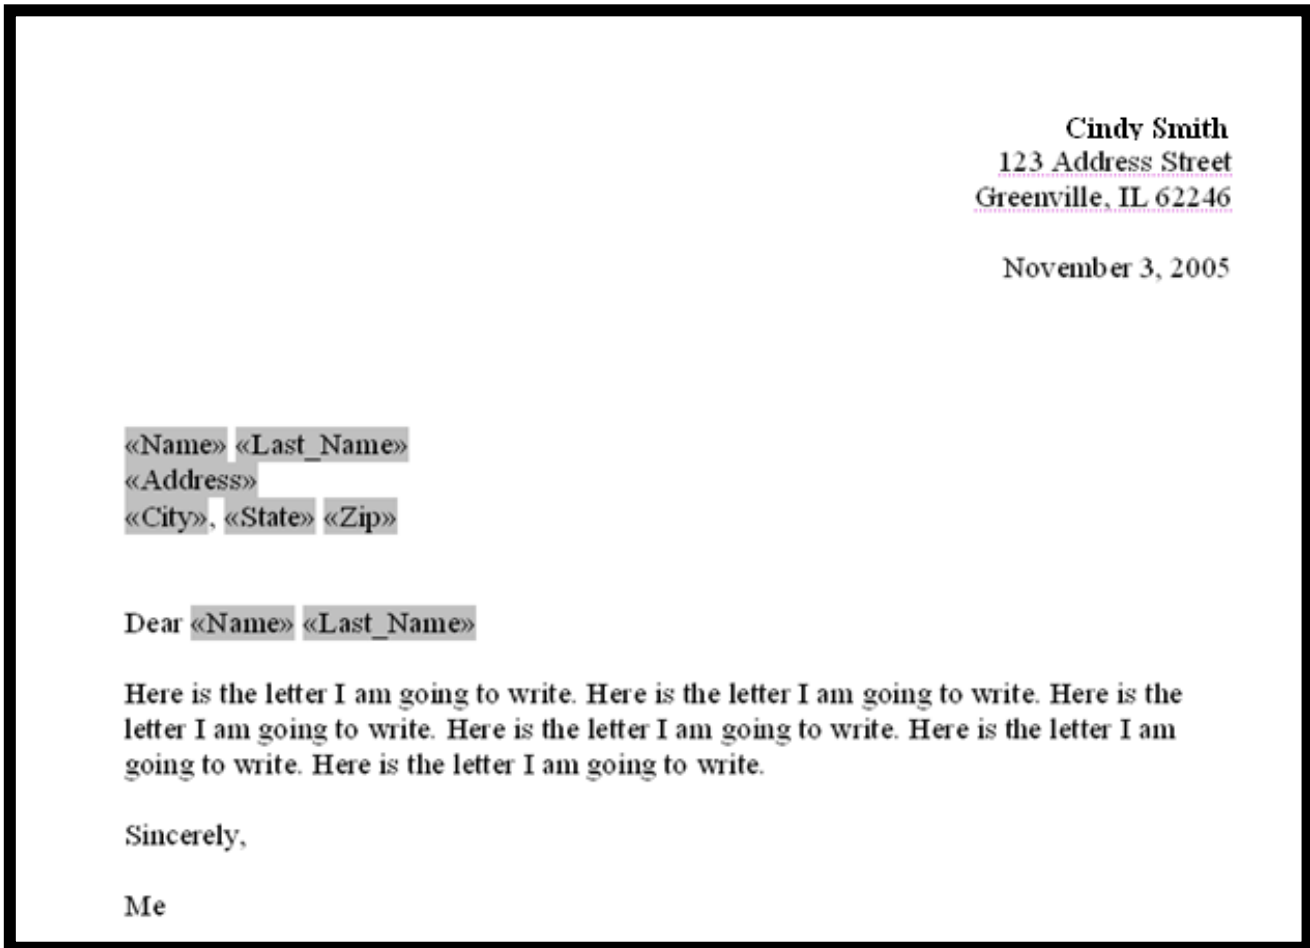 Cindy Smith
123 Address Street
Greenville, IL 62246
November 3, 2005
«Name» «Last_Name»
«Address»
«City», «State» «Zip»
Dear «Name» «Last_Name»
Here is the letter I am going to write. Here is the letter I am going to write. Here is the
letter I am going to write. Here is the letter I am going to write. Here is the letter I am
going to write. Here is the letter I am going to write.
Sincerely,
Me